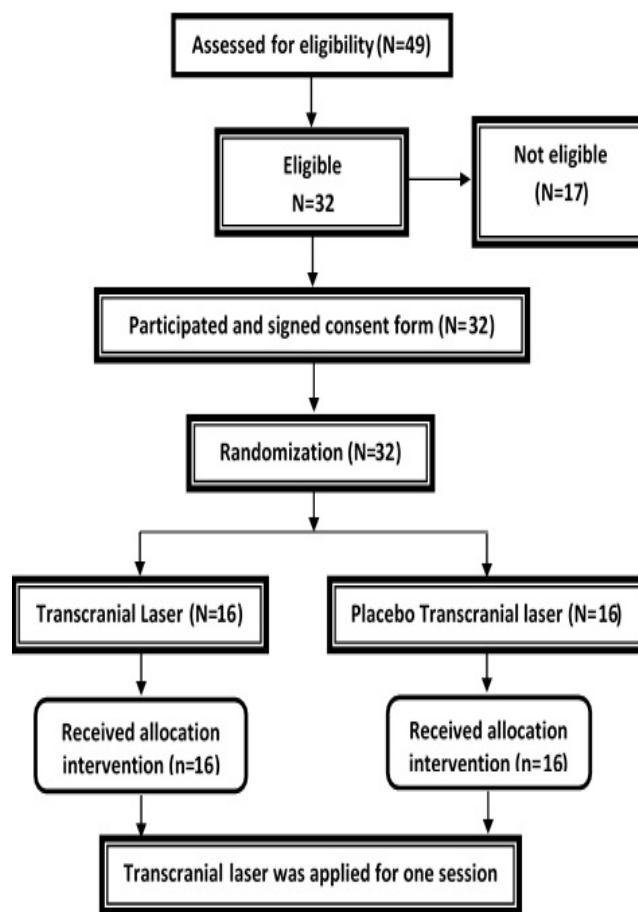 Assessed for eligibility (N=49)
Eligible
N=32
Not eligible
(N=17)
Participated and signed consent form (N=32)
Randomization (N=32)
Transcranial Laser (N=16)
Placebo Transcranial laser (N=16)
Received allocation
intervention (n=16)
Received allocation
intervention (n=16)
Transcranial laser was applied for one session